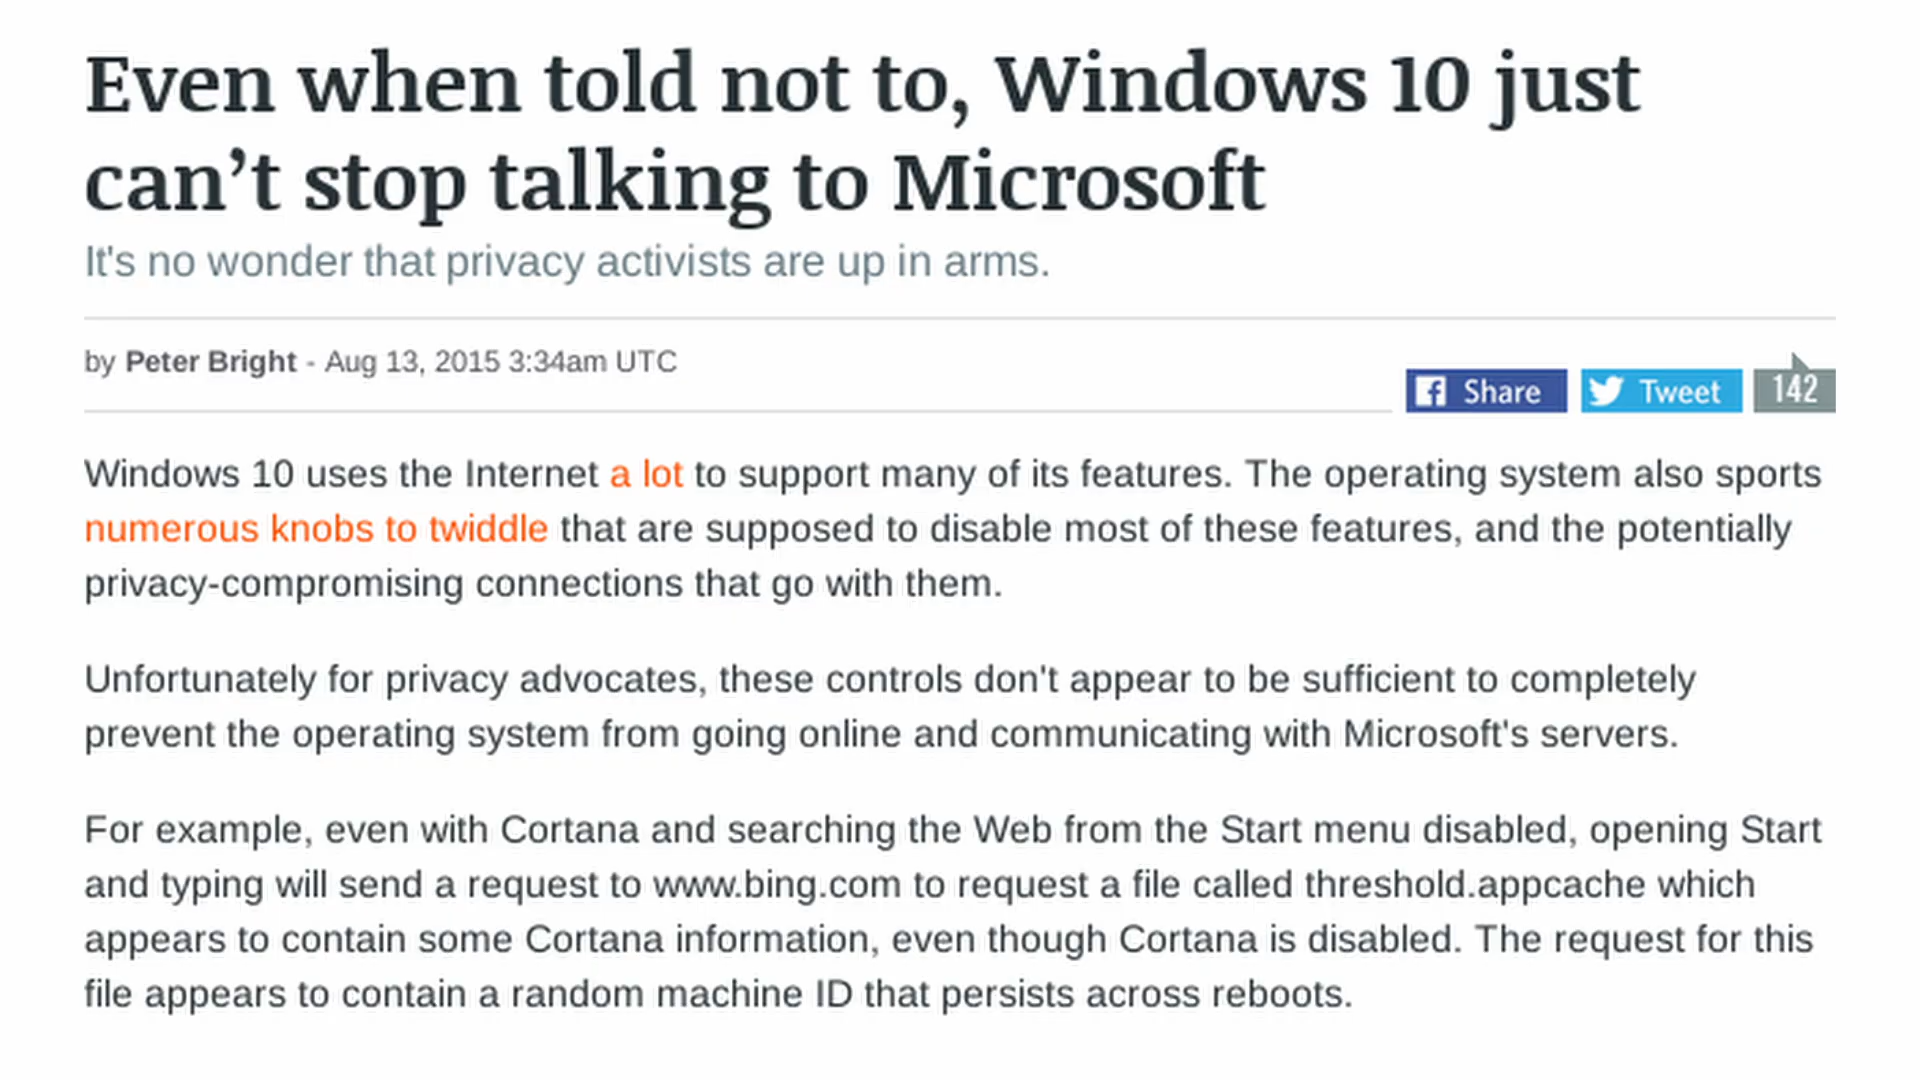 Even when told not to, Windows 10 just
can’t stop talking to Microsoft
It's no wonder that privacy activists are up in arms.
by Peter Bright - Aug 13, 2015 3:34am UTC
Share Tweet 142
Windows 10 uses the Internet a lot to support many of its features. The operating system also sports
numerous knobs to twiddle that are supposed to disable most of these features, and the potentially
privacy-compromising connections that go with them.
Unfortunately for privacy advocates, these controls don't appear to be sufficient to completely
prevent the operating system from going online and communicating with Microsoft's servers.
For example, even with Cortana and searching the Web from the Start menu disabled, opening Start
and typing will send a request to www.bing.com to request a file called threshold.appcache which
appears to contain some Cortana information, even though Cortana is disabled. The request for this
file appears to contain a random machine ID that persists across reboots.